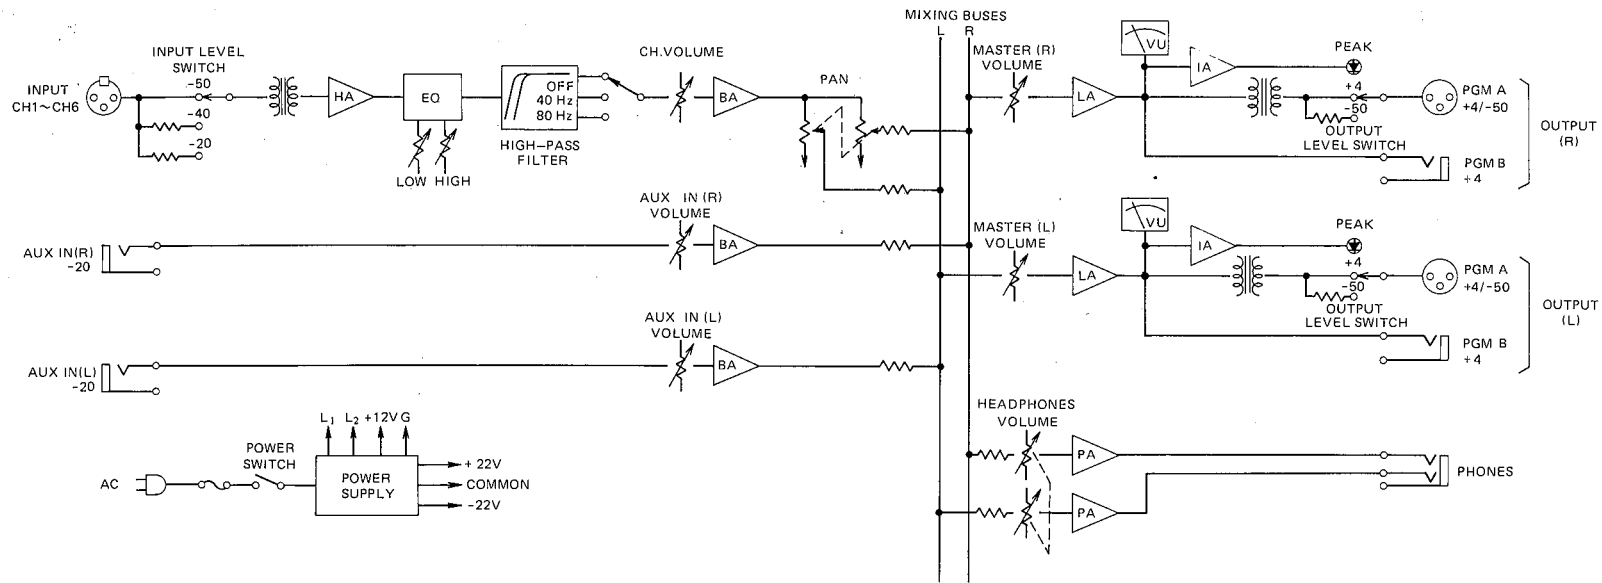 MIXING BUSES
L R
INPUT LEVEL
SWITCH
-50
-40
-20
INPUT
CH1~CH6
HA
EQ
LOW HIGH
OFF
40 Hz
80 Hz
HIGH-PASS
FILTER
CH.VOLUME
BA
PAN
MASTER (R)
VOLUME
LA
VU
IA
PEAK
+4
-50
OUTPUT
LEVEL SWITCH
PGM A
+4/-50
PGM B
+4
OUTPUT
(R)
AUX IN(R)
-20
AUX IN (R)
VOLUME
BA
MASTER (L)
VOLUME
LA
VU
IA
PEAK
+4
-50
OUTPUT
LEVEL SWITCH
PGM A
+4/-50
PGM B
+4
OUTPUT
(L)
AUX IN(L)
-20
AUX IN (L)
VOLUME
BA
AC
POWER
SWITCH
L1 L2 +12V G
POWER
SUPPLY
+22V
COMMON
-22V
HEADPHONES
VOLUME
PA
PA
PHONES